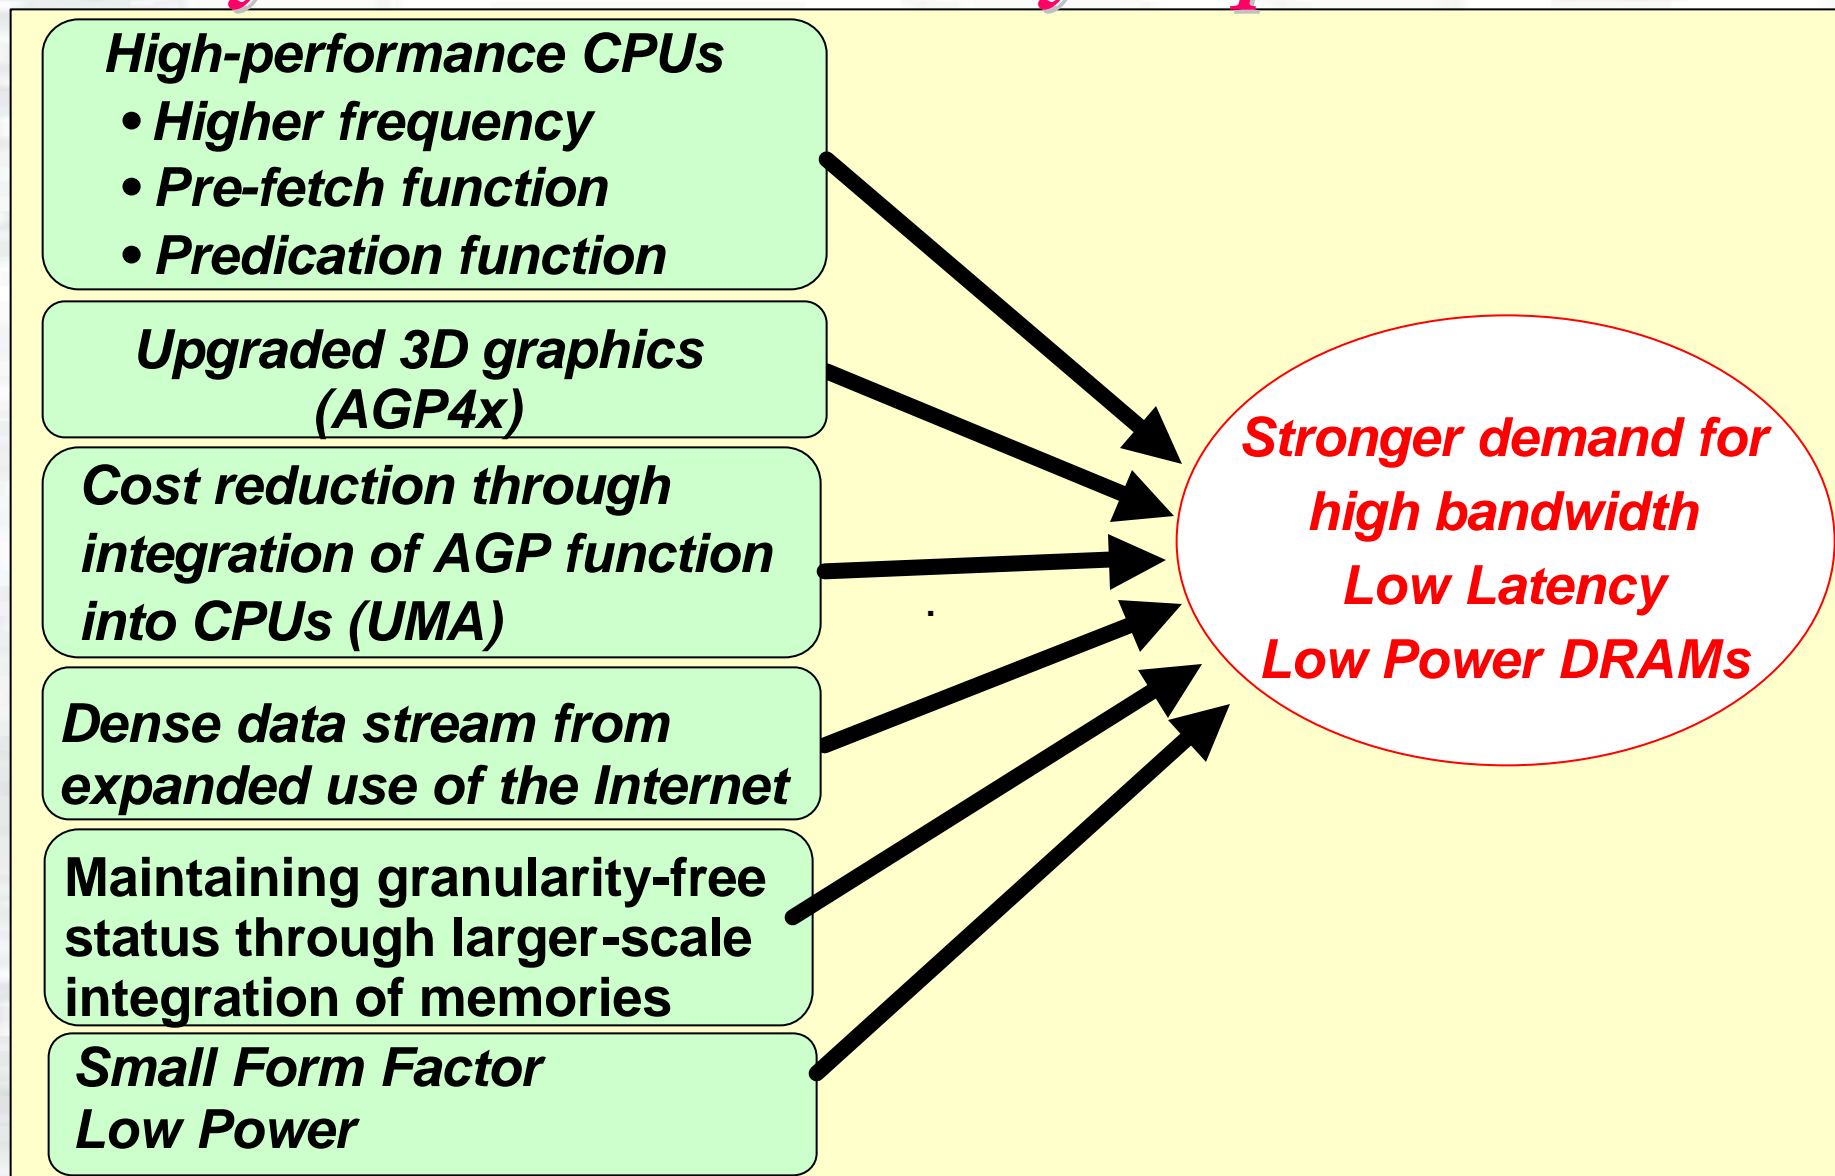 High-performance CPUs
• Higher frequency
• Pre-fetch function
• Predication function
Upgraded 3D graphics
(AGP4x)
Cost reduction through
integration of AGP function
into CPUs (UMA)
Dense data stream from
expanded use of the Internet
Maintaining granularity-free
status through larger-scale
integration of memories
Small Form Factor
Low Power
.
Stronger demand for
high bandwidth
Low Latency
Low Power DRAMs